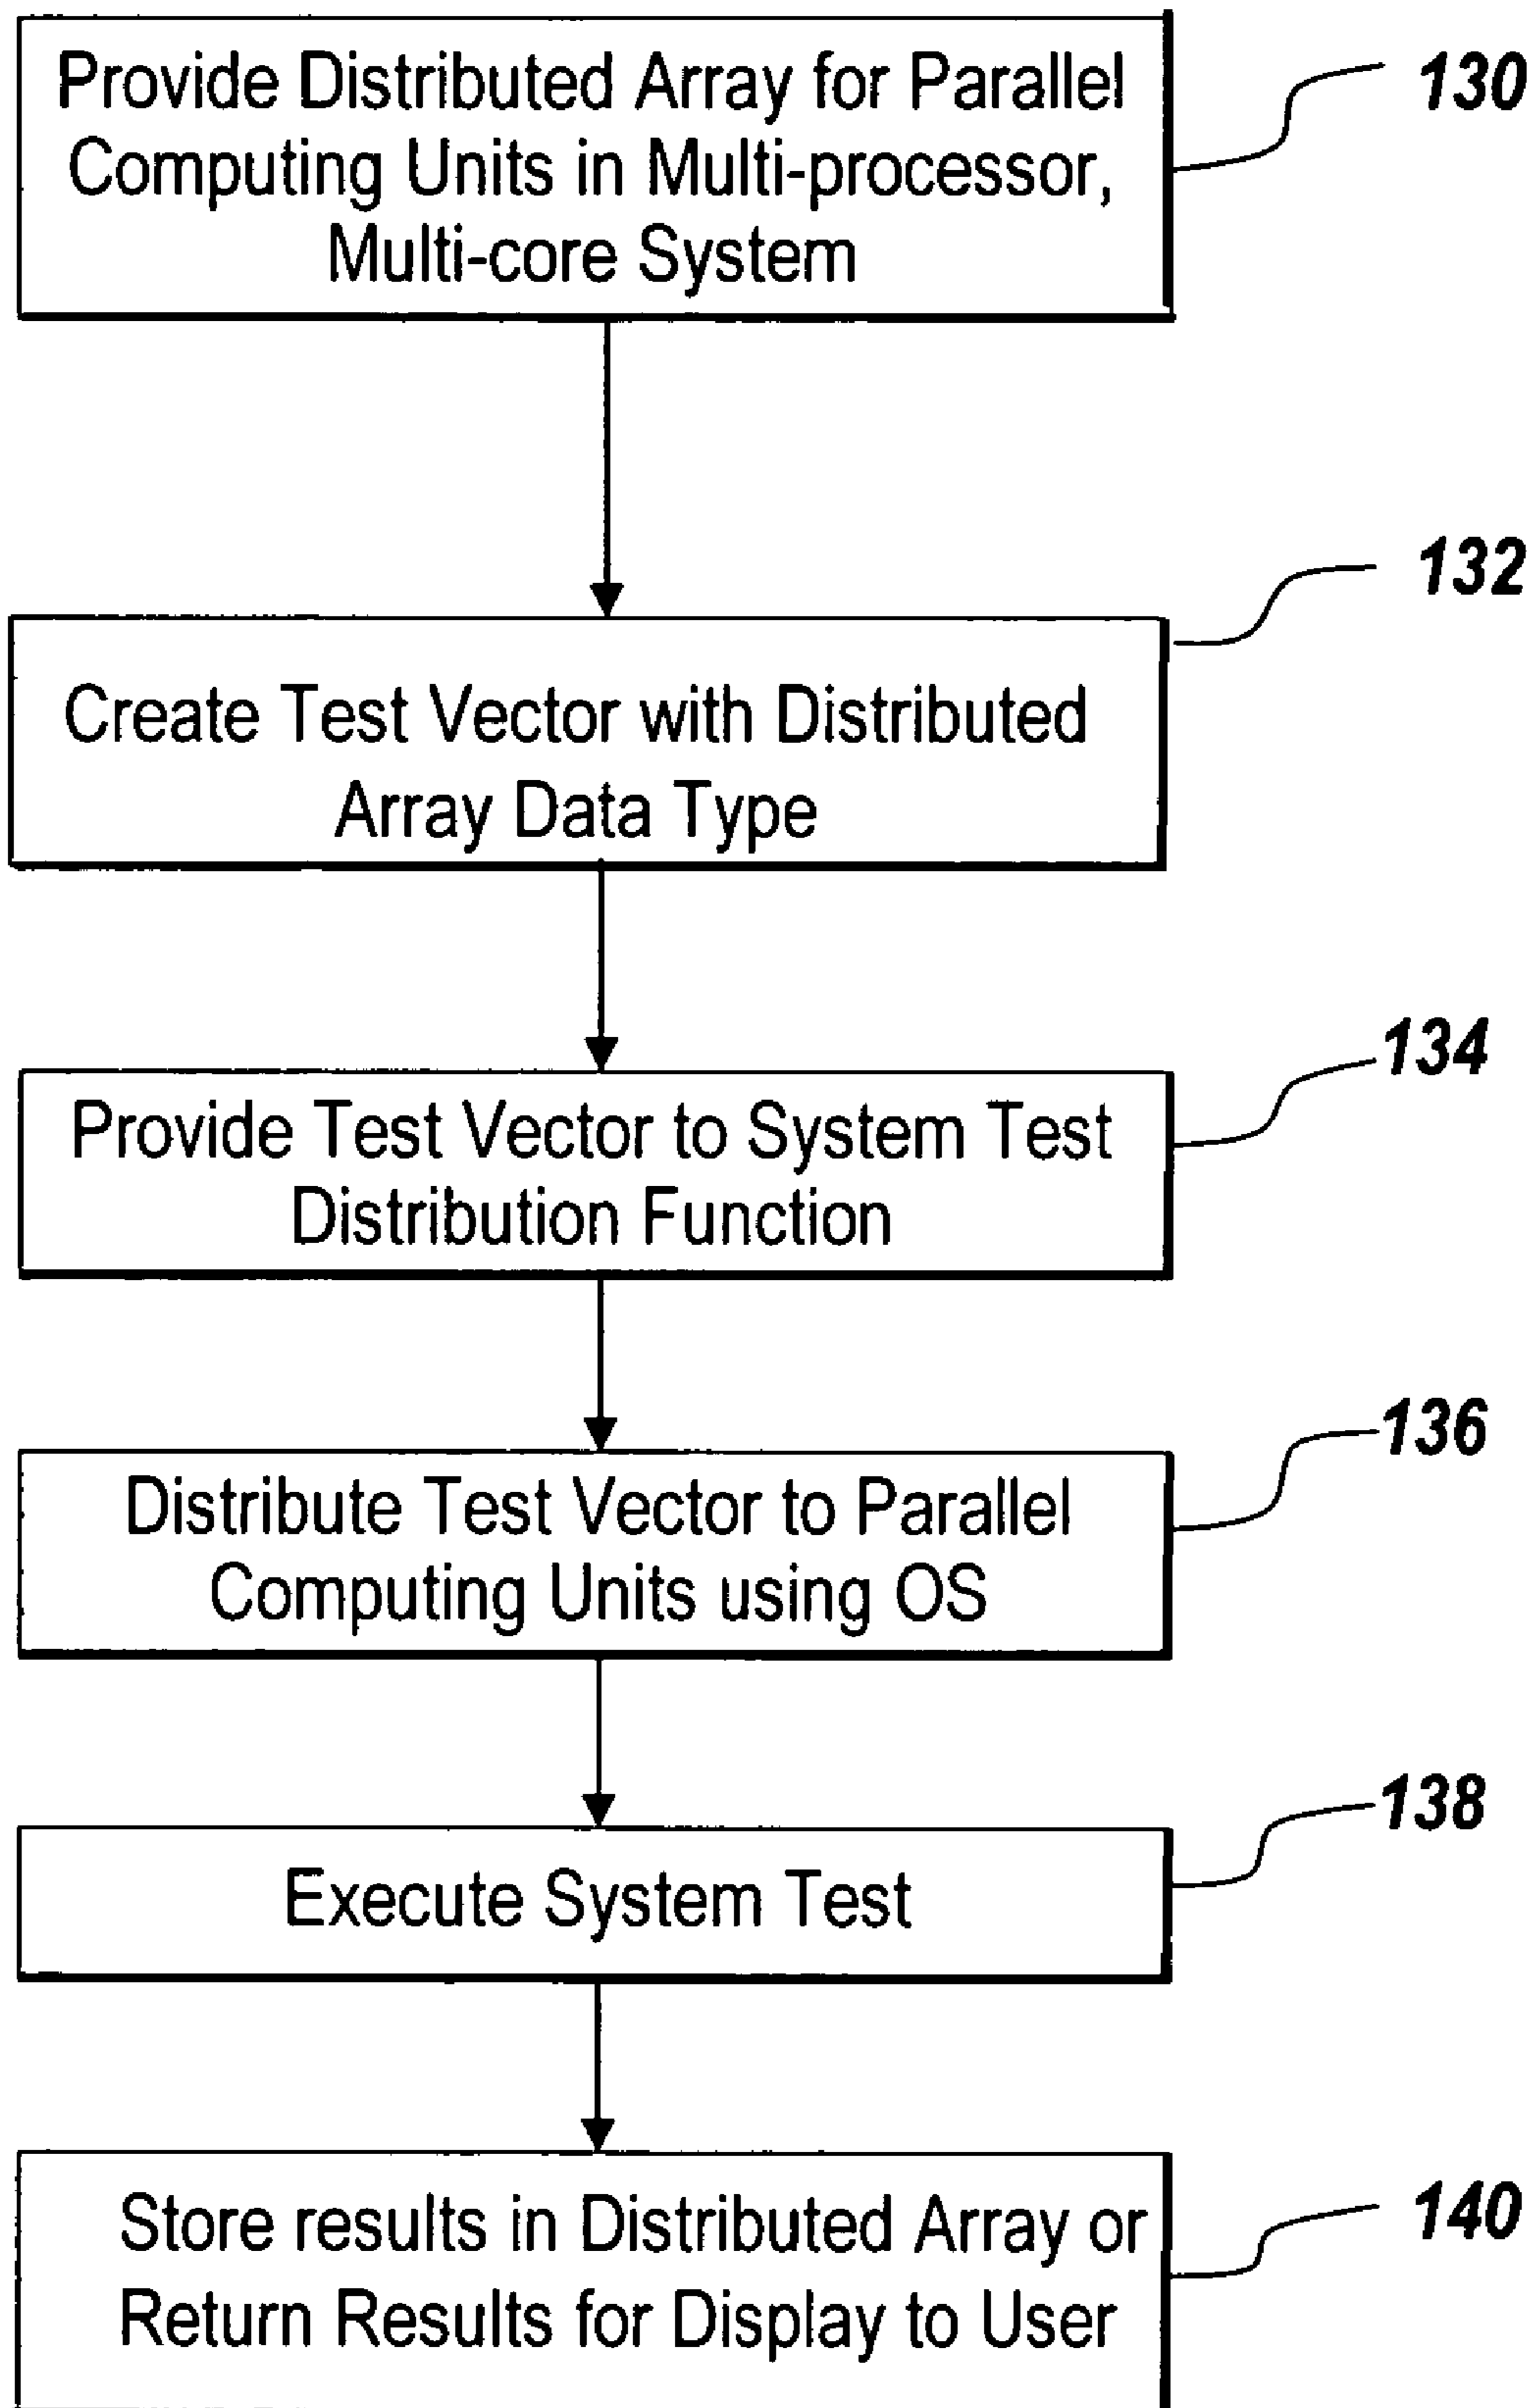 Provide Distributed Array for Parallel
Computing Units in Multi-processor,
Multi-core System
130
132
Create Test Vector with Distributed
Array Data Type
134
Provide Test Vector to System Test
Distribution Function
136
Distribute Test Vector to Parallel
Computing Units using OS
138
Execute System Test
140
Store results in Distributed Array or
Return Results for Display to User